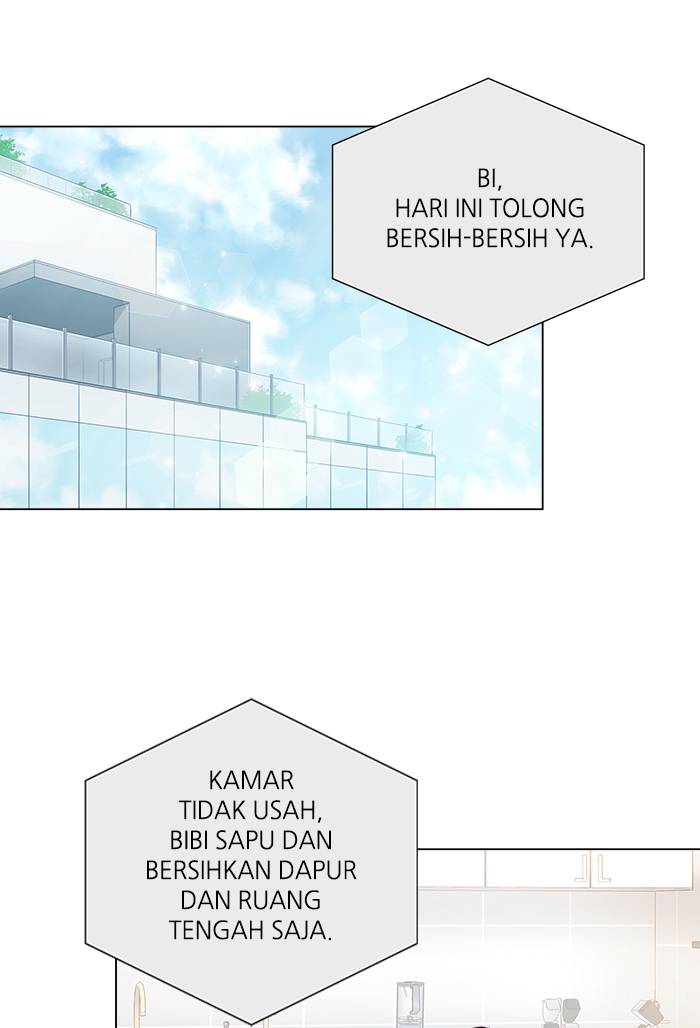 BI,
HARI INI TOLONG
BERSIH-BERSIH YA.
KAMAR
TIDAK USAH,
BIBI SAPU DAN
BERSIHKAN DAPUR
DAN RUANG
TENGAH SAJA.